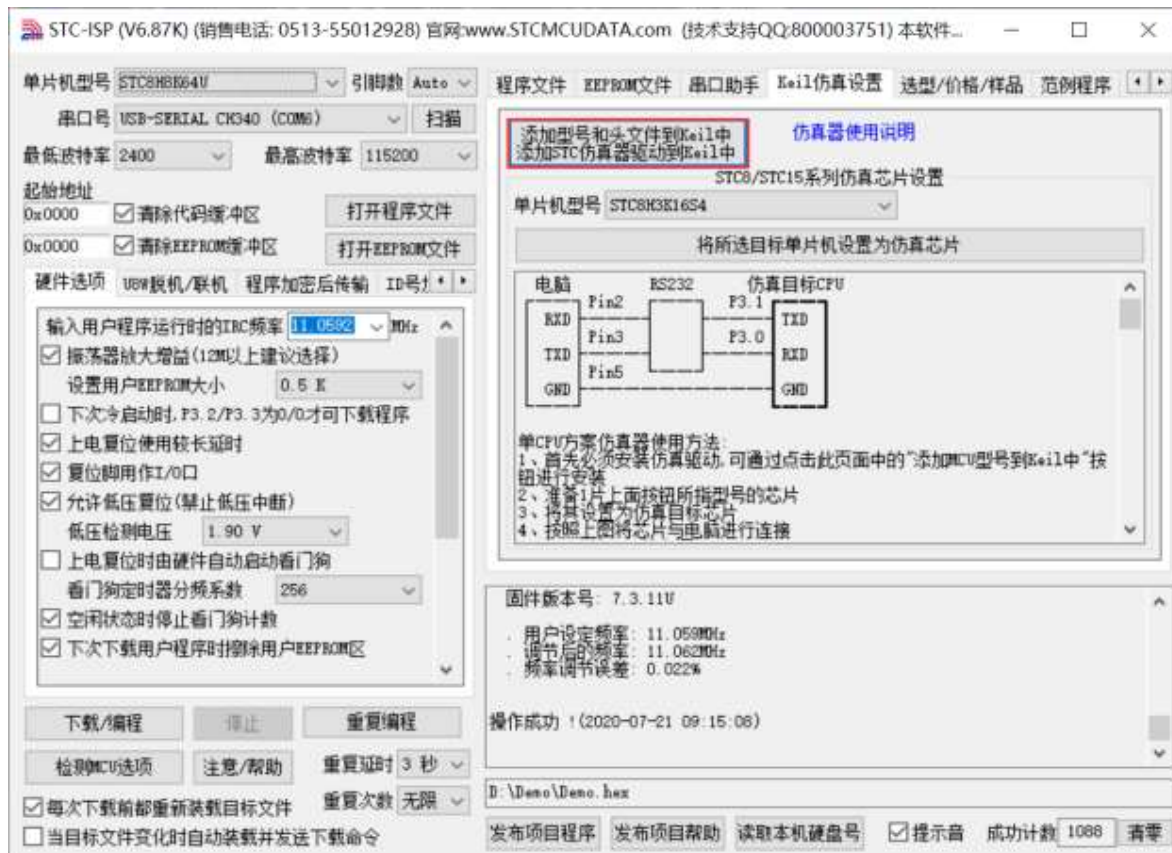 STC-ISP (V6.87K) (销售电话: 0513-55012928) 官网:www.STCMCUDATA.com (技术支持QQ:800003751) 本软件...
单片机型号 STC8H8K64U 引脚数 Auto
串口号 USB-SERIAL CH340 (COM6) 扫描
最低波特率 2400 最高波特率 115200
起始地址
0x0000 清除代码缓冲区 打开程序文件
0x0000 清除EEPROM缓冲区 打开EEPROM文件
硬件选项 U8W脱机/联机 程序加密后传输 ID号
输入用户程序运行时的IRC频率 11.0592 MHz
振荡器放大增益(12M以上建议选择)
设置用户EEPROM大小 0.5 K
下次冷启动时,P3.2/P3.3为0/0才可下载程序
上电复位使用较长延时
复位脚用作I/O口
允许低压复位(禁止低压中断)
低压检测电压 1.90 V
上电复位时由硬件自动启动看门狗
看门狗定时器分频系数 256
空闲状态时停止看门狗计数
下次下载用户程序时擦除用户EEPROM区
下载/编程 停止 重复编程
检测MCU选项 注意/帮助 重复延时 3 秒
每次下载前都重新装载目标文件 重复次数 无限
当目标文件变化时自动装载并发送下载命令
程序文件 EEPROM文件 串口助手 Keil仿真设置 选型/价格/样品 范例程序
添加型号和头文件到Keil中
添加STC仿真器驱动到Keil中
仿真器使用说明
STC8/STC15系列仿真芯片设置
单片机型号 STC8H3K16S4
将所选目标单片机设置为仿真芯片
电脑 RS232 仿真目标CPU
Pin2 P3.1
RXD TXD
Pin3 P3.0
TXD RXD
Pin5
GND GND
单CPU方案仿真器使用方法:
1、首先必须安装仿真驱动,可通过点击此页面中的"添加MCU型号到Keil中"按
钮进行安装
2、准备1片上面按钮所指型号的芯片
3、将其设置为仿真目标芯片
4、按照上图将芯片与电脑进行连接
固件版本号: 7.3.11U
. 用户设定频率: 11.059MHz
. 调节后的频率: 11.062MHz
. 频率调节误差: 0.022%
操作成功 !(2020-07-21 09:15:06)
D:\Demo\Demo.hex
发布项目程序 发布项目帮助 读取本机硬盘号 提示音 成功计数 1088 清零